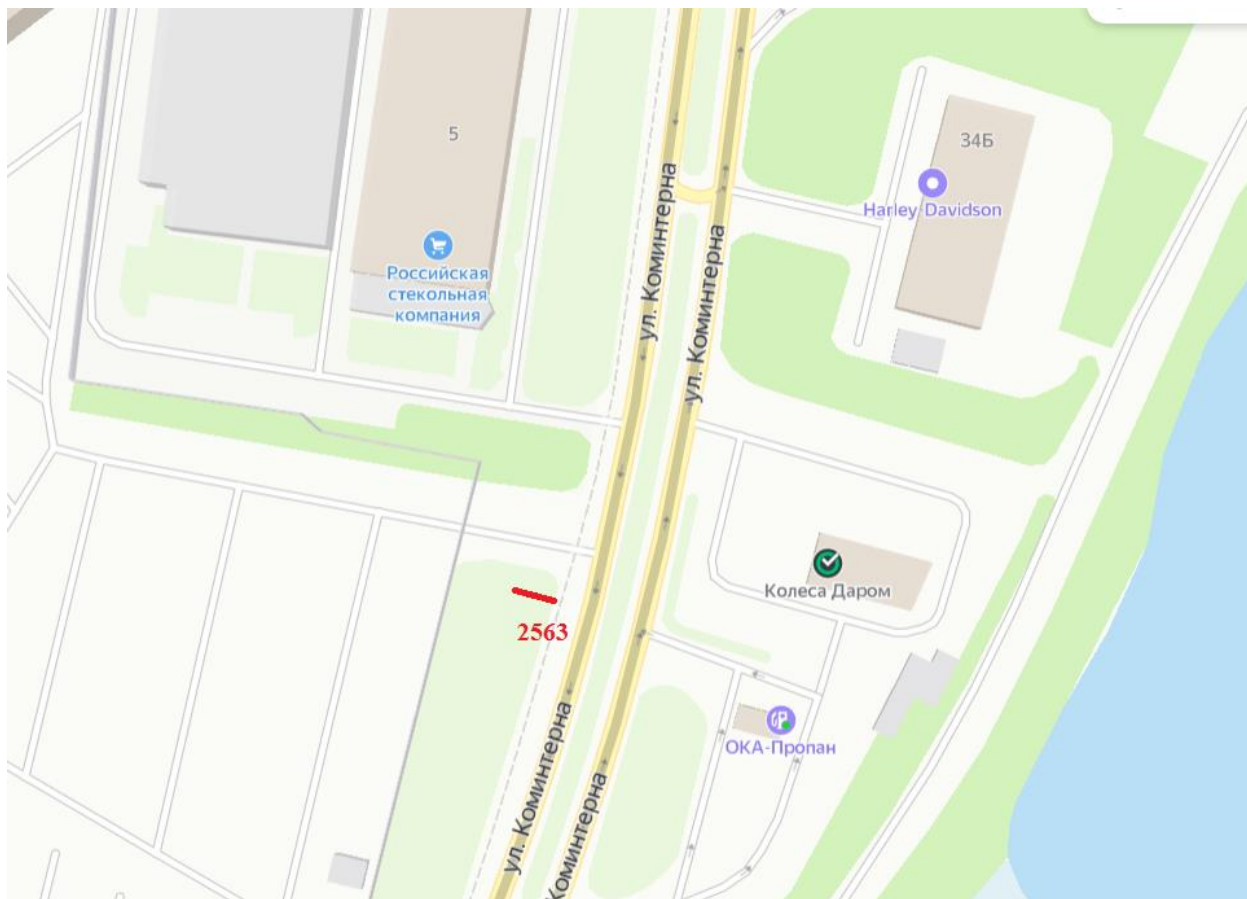 5
34Б
Harley-Davidson
Российская
стекольная
компания
ул. Коминтерна
ул. Коминтерна
Колеса Даром
2563
ОКА-Пропан
ул. Коминтерна
Коминтерна